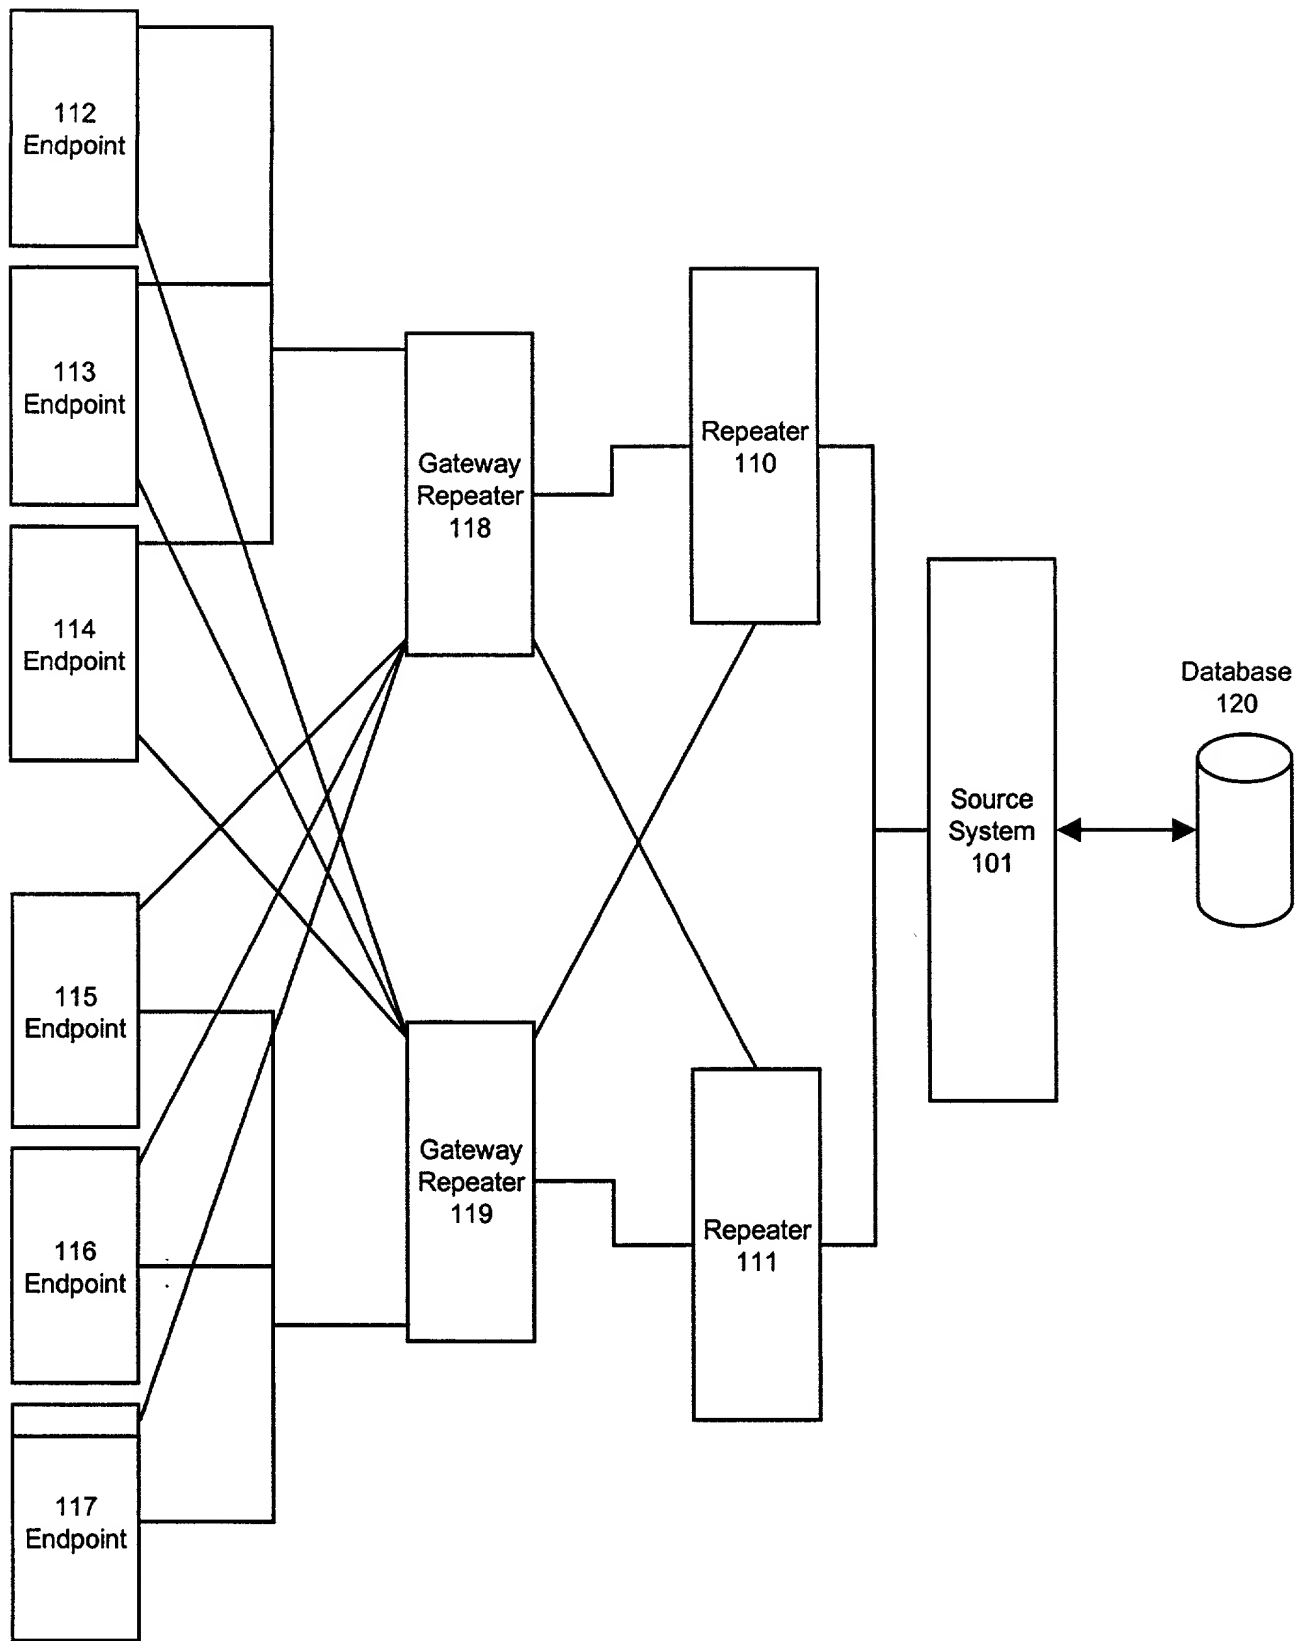 112
Endpoint
113
Endpoint
114
Endpoint
115
Endpoint
116
Endpoint
117
Endpoint
Gateway
Repeater
118
Gateway
Repeater
119
Repeater
110
Repeater
111
Source
System
101
Database
120